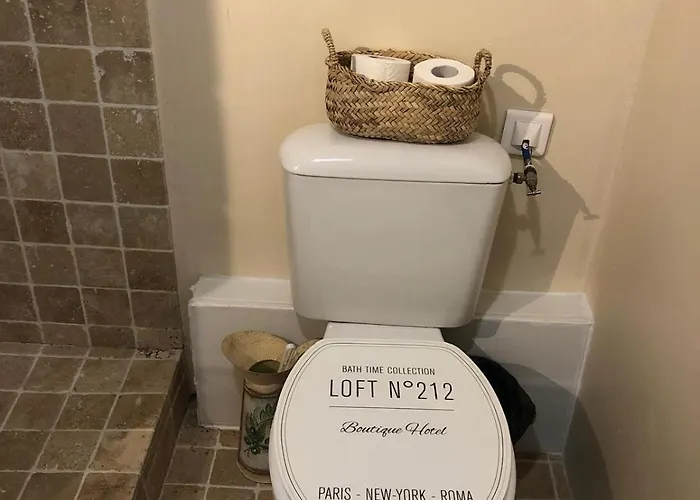 BATH TIME COLLECTION
LOFT N°212
Boutique Hotel
PARIS - NEW-YORK - ROMA